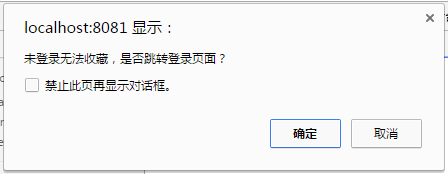 localhost:8081 显示：
未登录无法收藏，是否跳转登录页面？
禁止此页再显示对话框。
确定
取消